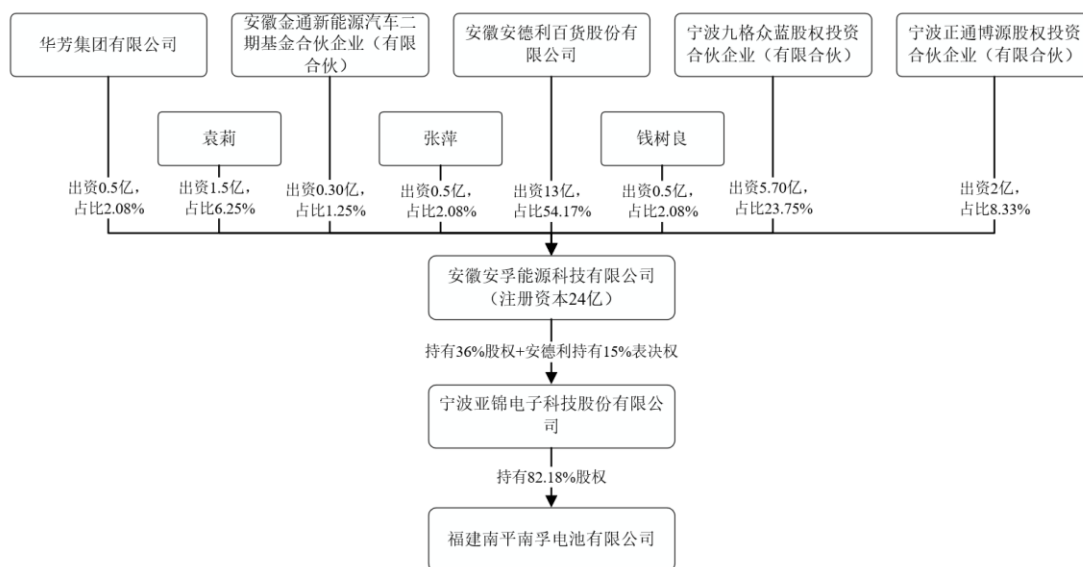 华芳集团有限公司
安徽金通新能源汽车二
期基金合伙企业（有限
合伙）
安徽安德利百货股份有
限公司
宁波九格众蓝股权投资
合伙企业（有限合伙）
宁波正通博源股权投资
合伙企业（有限合伙）
袁莉
张萍
钱树良
出资0.5亿，
占比2.08%
出资1.5亿，
占比6.25%
出资0.30亿，
占比1.25%
出资0.5亿，
占比2.08%
出资13亿，
占比54.17%
出资0.5亿，
占比2.08%
出资5.70亿，
占比23.75%
出资2亿，
占比8.33%
安徽安孚能源科技有限公司
（注册资本24亿）
持有36%股权+安德利持有15%表决权
宁波亚锦电子科技股份有限公
司
持有82.18%股权
福建南平南孚电池有限公司